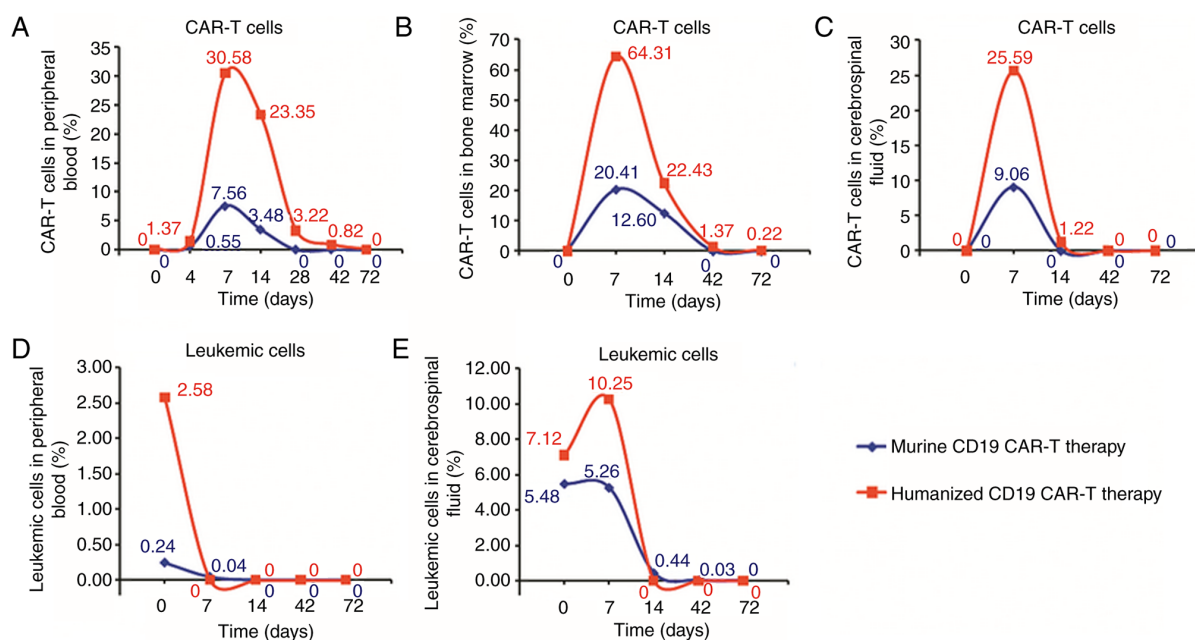 A
CAR-T cells
CAR-T cells in peripheral
blood (%)
35
30
25
20
15
10
5
0
30.58
23.35
7.56
3.48
3.22
0.82
0
0
1.37
0.55
0
0
0
0
0 4 7 14 28 42 72
Time (days)
B
CAR-T cells
CAR-T cells in bone marrow (%)
70
60
50
40
30
20
10
0
64.31
20.41
22.43
12.60
1.37
0.22
0
0
0
0 7 14 42 72
Time (days)
C
CAR-T cells
CAR-T cells in cerebrospinal
fluid (%)
30
25
20
15
10
5
0
25.59
9.06
1.22
0
0
0
0
0
0
0
0 7 14 42 72
Time (days)
D
Leukemic cells
Leukemic cells in peripheral
blood (%)
3.00
2.50
2.00
1.50
1.00
0.50
0.00
2.58
0.24
0.04
0
0
0
0
0
0
0
0 7 14 42 72
Time (days)
E
Leukemic cells
Leukemic cells in cerebrospinal
fluid (%)
12.00
10.00
8.00
6.00
4.00
2.00
0.00
10.25
7.12
5.48
5.26
0.44
0.03
0
0
0
0
0 7 14 42 72
Time (days)
Murine CD19 CAR-T therapy
Humanized CD19 CAR-T therapy